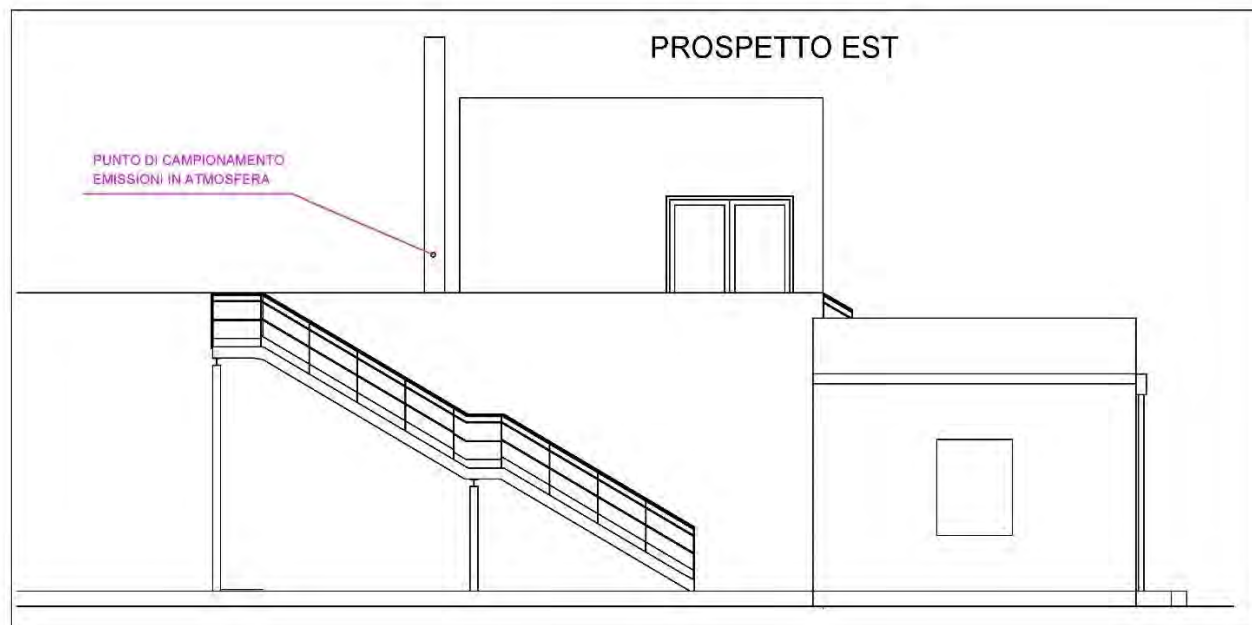 PROSPETTO EST
PUNTO DI CAMPIONAMENTO
EMISSIONI IN ATMOSFERA